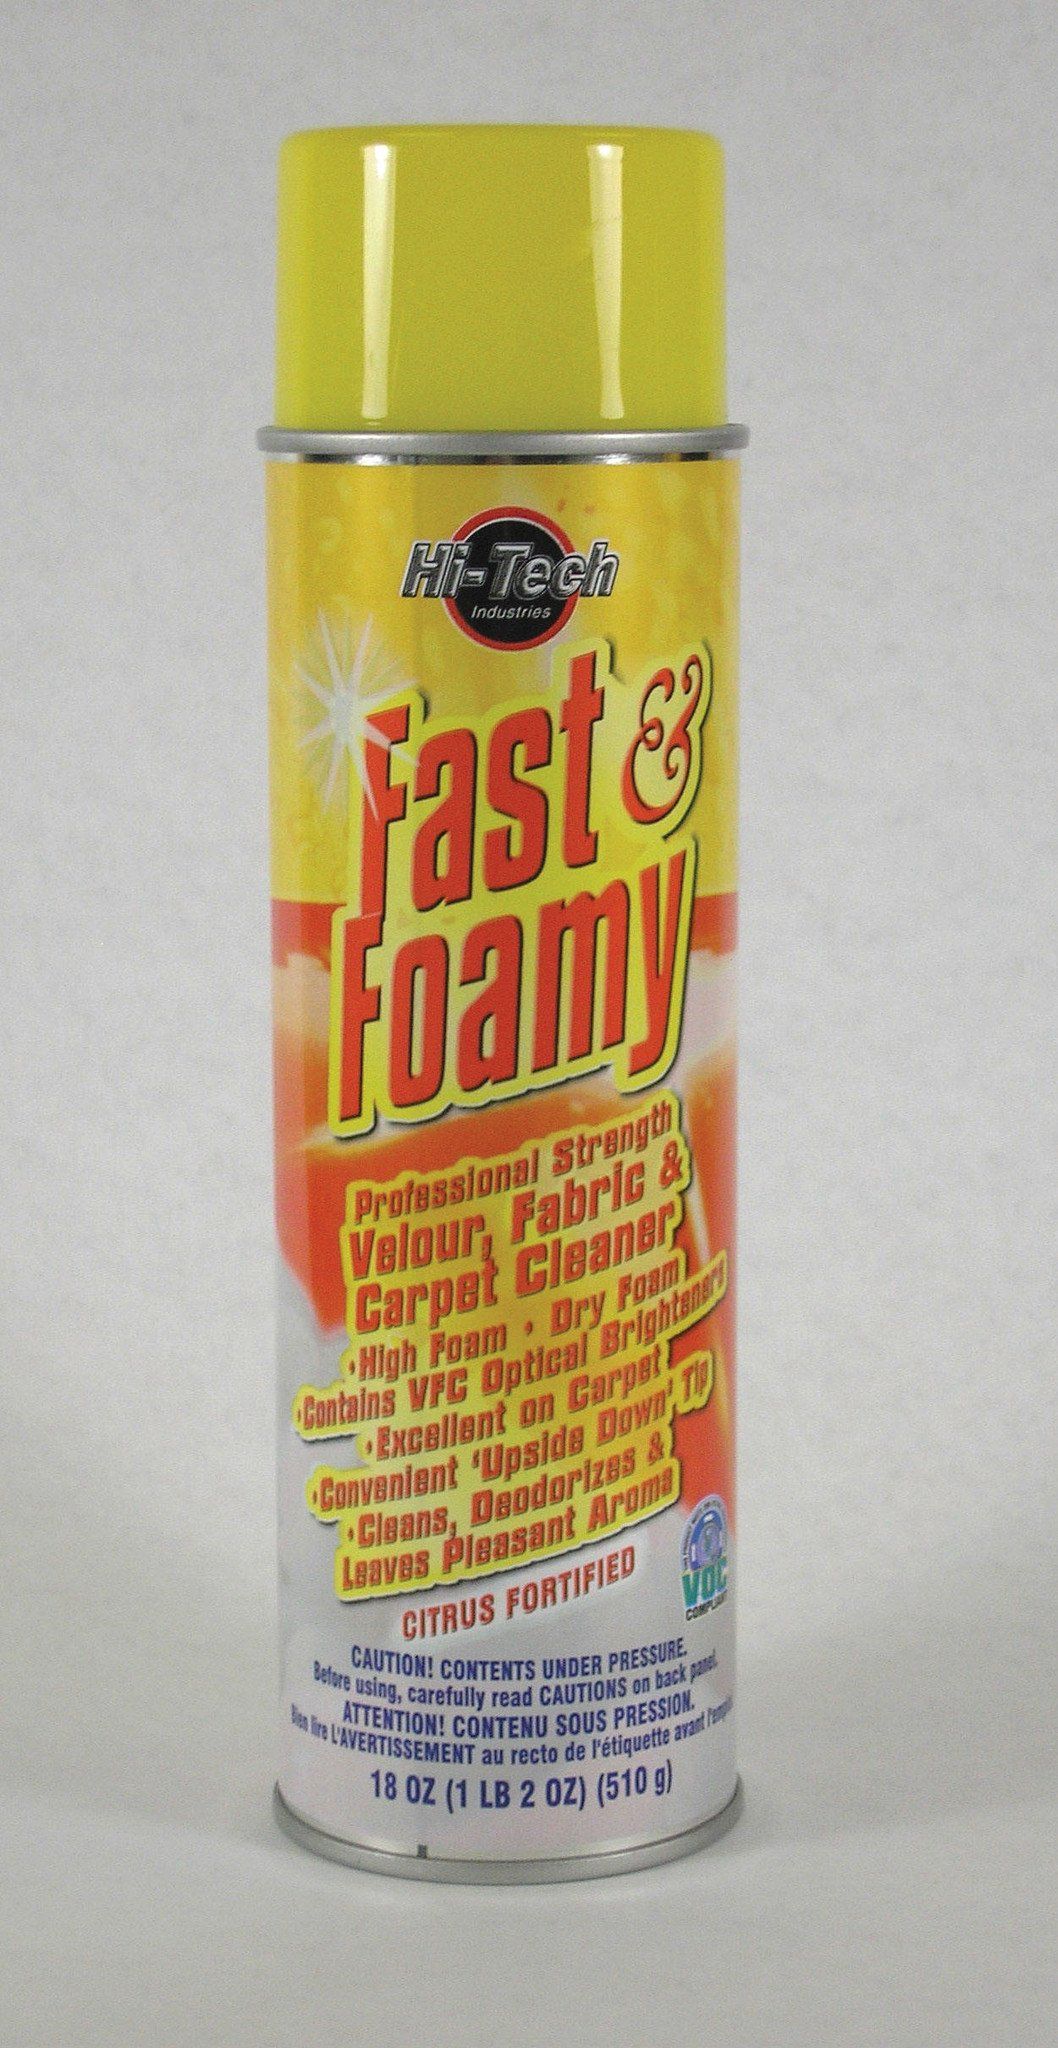 Hi-Tech
Industries
Fast &
Foamy
Professional Strength
Velour, Fabric &
Carpet Cleaner
•High Foam • Dry Foam
•Contains VFC Optical Brighteners
•Excellent on Carpet
•Convenient 'Upside Down' Tip
•Cleans, Deodorizes &
Leaves Pleasant Aroma
CITRUS FORTIFIED
VOC
COMPLIANT
CAUTION! CONTENTS UNDER PRESSURE.
Before using, carefully read CAUTIONS on back panel.
ATTENTION! CONTENU SOUS PRESSION.
Bien lire L'AVERTISSEMENT au recto de l'étiquette avant
18 OZ (1 LB 2 OZ) (510 g)